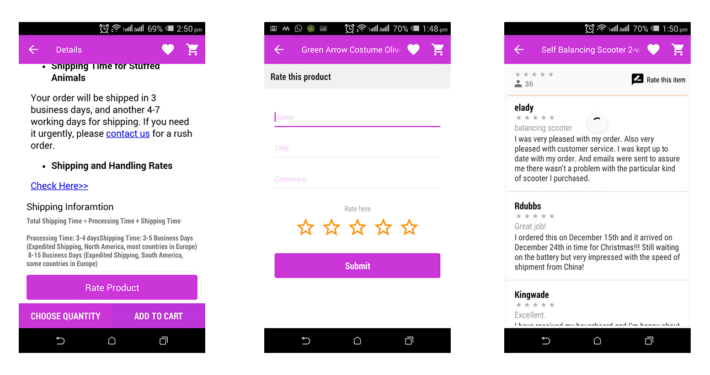 69% 2:50 pm
Details
• Shipping Time for Stuffed
Animals
Your order will be shipped in 3
business days, and another 4-7
working days for shipping. If you need
it urgently, please contact us for a rush
order.
• Shipping and Handling Rates
Check Here>>
Shipping Inforamtion
Total Shipping Time = Processing Time + Shipping Time
Processing Time: 3-4 daysShipping Time: 3-5 Business Days
(Expedited Shipping, North America, most countries in Europe)
8-15 Business Days (Expedited Shipping, South America,
some countries in Europe)
Rate Product
CHOOSE QUANTITY ADD TO CART
70% 1:48 pm
Green Arrow Costume Oliv
Rate this product
Name
Title
Comment
Rate here
Submit
70% 1:50 pm
Self Balancing Scooter 2-w
36
Rate this item
elady
balancing scooter
I was very pleased with my order. Also very
pleased with customer service. I was kept up to
date with my order. And emails were sent to assure
me there wasn't a problem with the particular kind
of scooter I purchased.
Rdubbs
Great job!
I ordered this on December 15th and it arrived on
December 24th in time for Christmas!!! Still waiting
on the battery but very impressed with the speed of
shipment from China!
Kingwade
Excellent.
I have received my hoverboard and I'm happy about